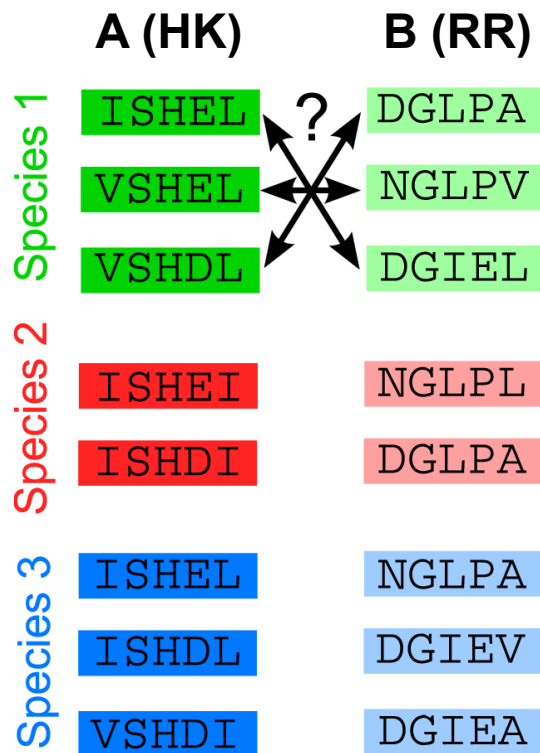 A (HK) B (RR)
Species 1
ISHEL ? DGLPA
VSHEL NGLPV
VSHDL DGIEL
Species 2
ISHEI NGLPL
ISHDI DGLPA
Species 3
ISHEL NGLPA
ISHDL DGIEV
VSHDI DGIEA